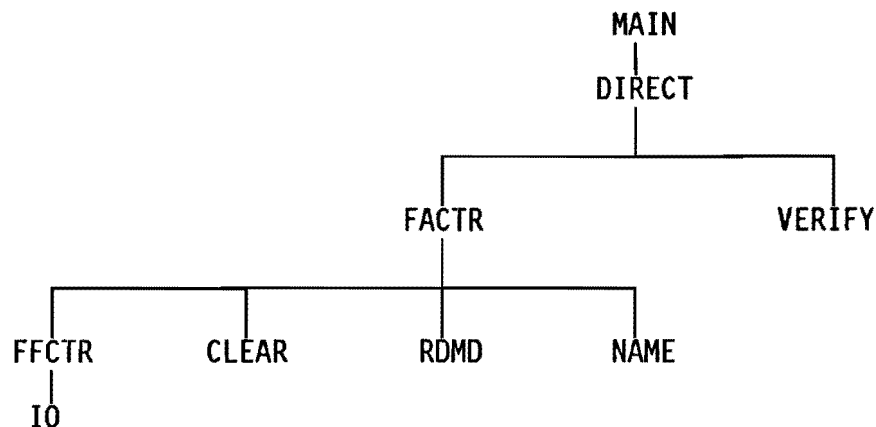 MAIN
DIRECT
FACTR VERIFY
FFCTR CLEAR RDMD NAME
IO